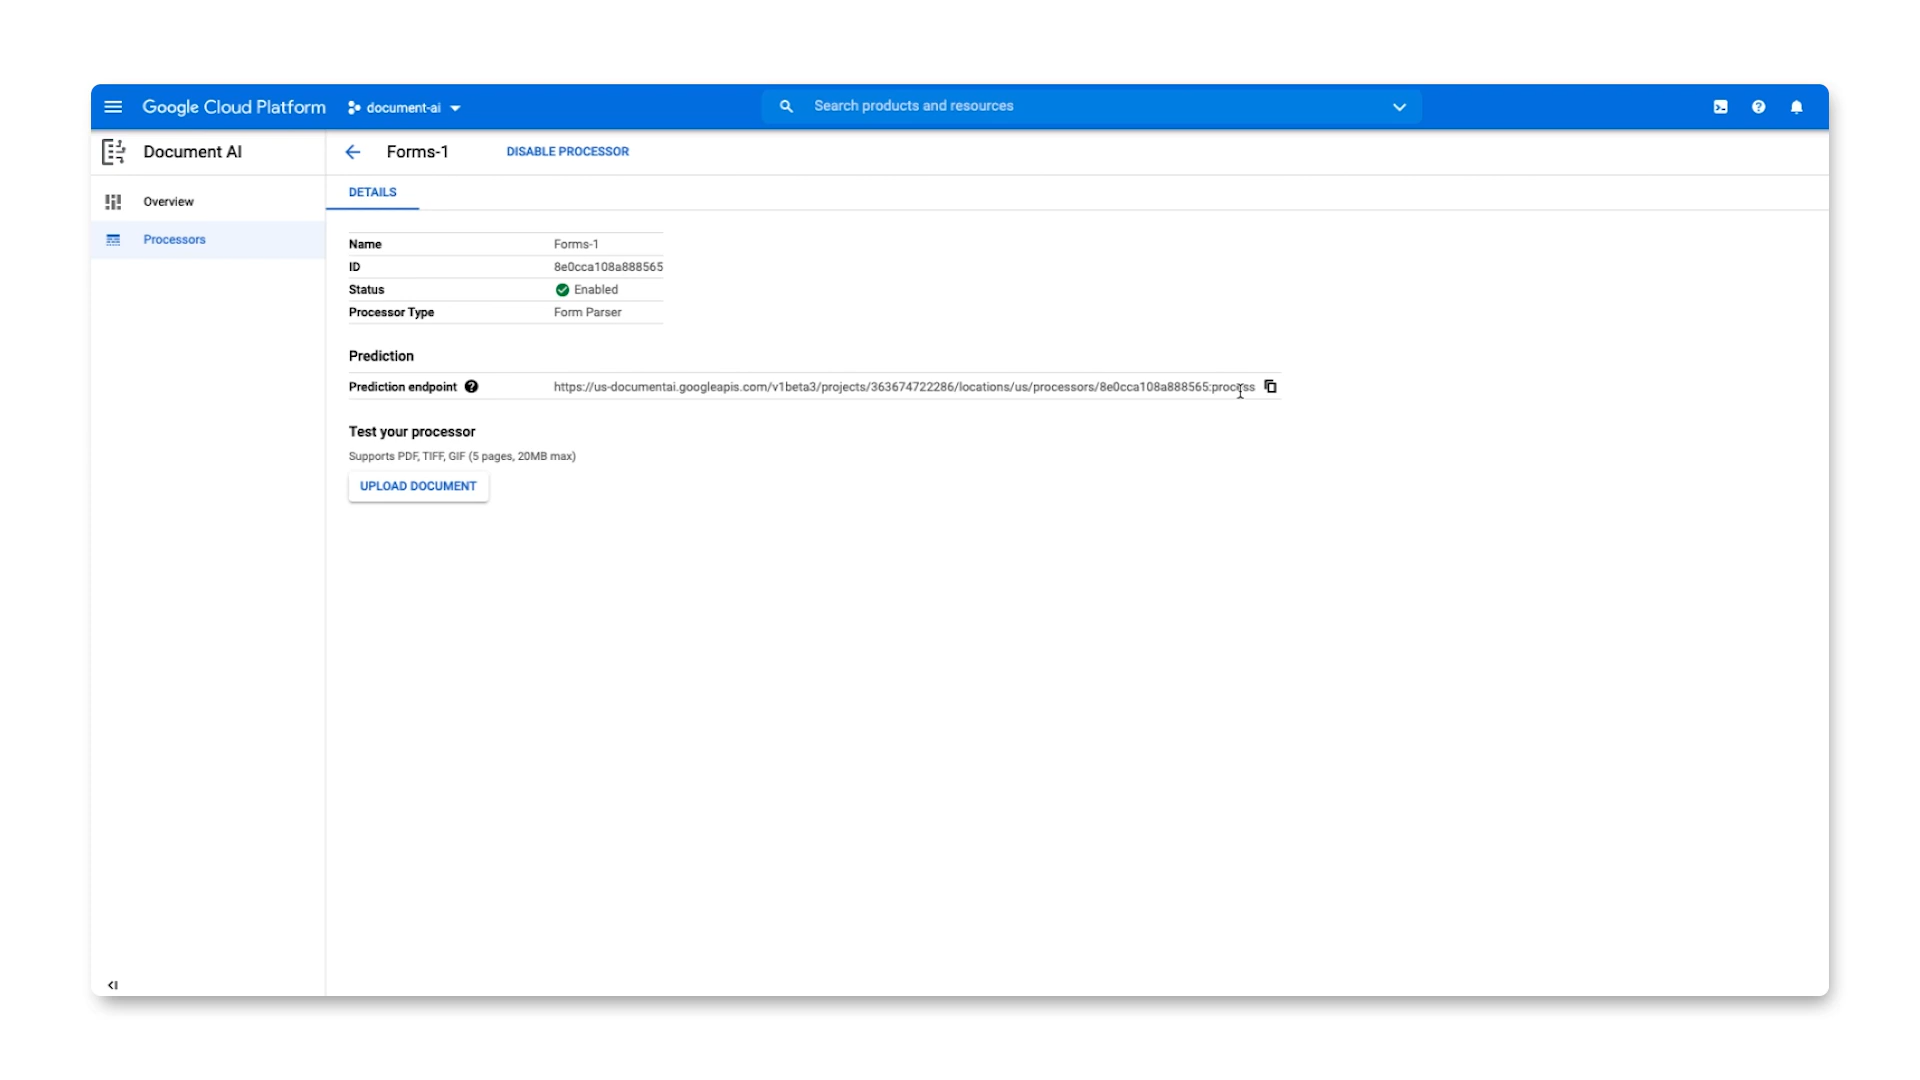 Google Cloud Platform document-ai Search products and resources
Document AI Forms-1 DISABLE PROCESSOR
DETAILS
Overview
Processors
Name Forms-1
ID 8e0cca108a888565
Status Enabled
Processor Type Form Parser
Prediction
Prediction endpoint https://us-documentai.googleapis.com/v1beta3/projects/363674722286/locations/us/processors/8e0cca108a888565:process
Test your processor
Supports PDF, TIFF, GIF (5 pages, 20MB max)
UPLOAD DOCUMENT